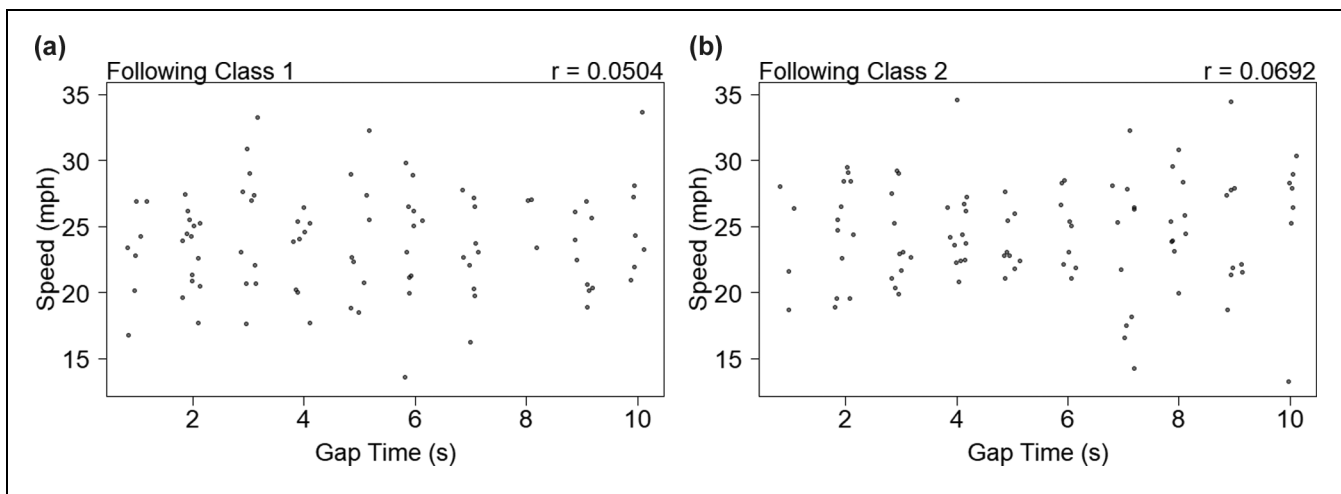 (a)
Following Class 1 r = 0.0504
35
30
25
20
15
Speed (mph)
2 4 6 8 10
Gap Time (s)
(b)
Following Class 2 r = 0.0692
35
30
25
20
15
Speed (mph)
2 4 6 8 10
Gap Time (s)